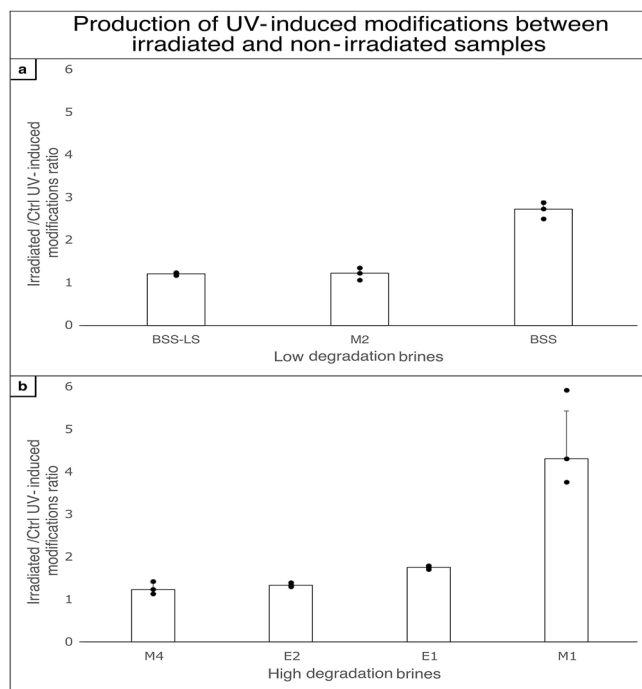 Production of UV-induced modifications between
irradiated and non-irradiated samples
a
Irradiated /Ctrl UV-induced
modifications ratio
6
5
4
3
2
1
0
BSS-LS M2 BSS
Low degradation brines
b
Irradiated /Ctrl UV-induced
modifications ratio
6
5
4
3
2
1
0
M4 E2 E1 M1
High degradation brines